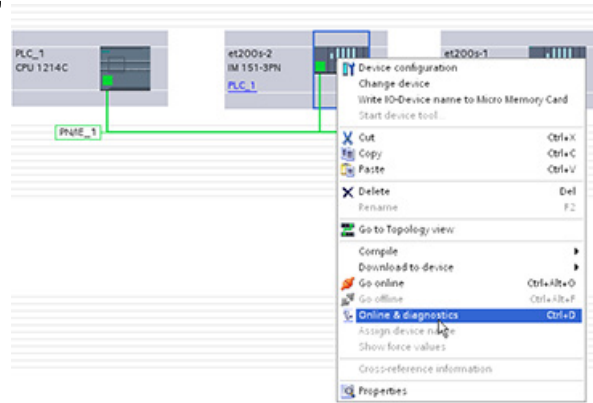 PLC_1
CPU 1214C
et200s-2
IM 151-3PN
PLC_1
et200s-1
PN/IE_1
Device configuration
Change device
Write IO-Device name to Micro Memory Card
Start device tool...
Cut Ctrl+X
Copy Ctrl+C
Paste Ctrl+V
Delete Del
Rename F2
Go to Topology view
Compile
Download to device
Go online Ctrl+Alt+O
Go offline Ctrl+Alt+F
Online & diagnostics Ctrl+D
Assign device name
Show force values
Cross-reference information
Properties